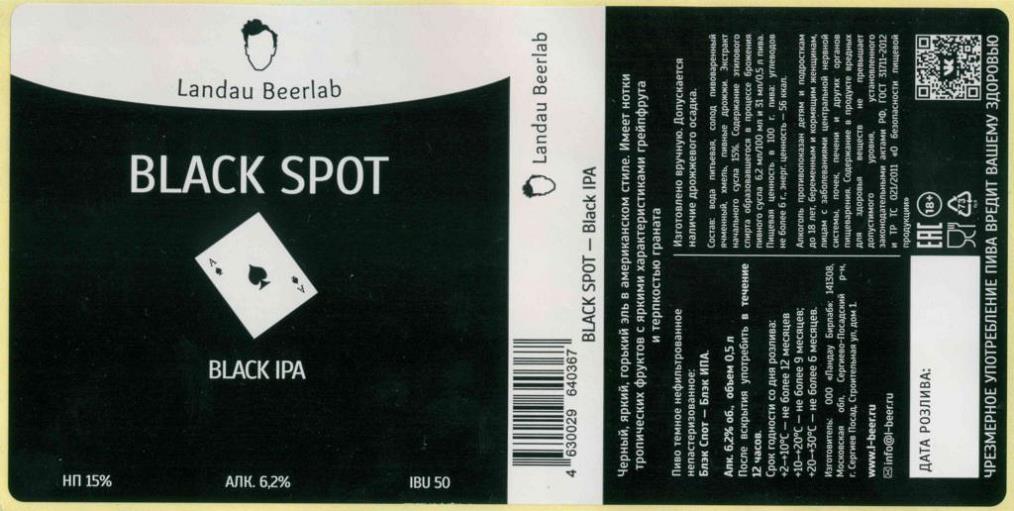 Landau Beerlab
BLACK SPOT
A
A
BLACK IPA
НП 15%
АЛК. 6,2%
IBU 50
Landau Beerlab
BLACK SPOT – Black IPA
4 630029 640367
Черный, яркий, горький эль в американском стиле. Имеет нотки
тропических фруктов с яркими характеристиками грейпфрута
и терпкостью граната
Пиво темное нефильтрованное
непастеризованное:
Блэк Спот – Блэк ИПА.
Алк. 6,2% об., объем 0,5 л
После вскрытия употребить в течение
12 часов.
Срок годности со дня розлива:
+2–+10°С – не более 12 месяцев
+10–+20°С – не более 9 месяцев;
+20–+30°С – не более 6 месяцев.
Изготовитель: ООО «Ландау Бирлаб»: 141308,
Московская обл, Сергиево-Посадский р-н,
г. Сергиев Посад, Строительная ул, дом 1.
www.l-beer.ru
info@l-beer.ru
Изготовлено вручную. Допускается
наличие дрожжевого осадка.
Состав: вода питьевая, солод пивоваренный
ячменный, хмель, пивные дрожжи. Экстракт
начального сусла 15%. Содержание этилового
спирта образовавшегося в процессе брожения
пивного сусла 6,2 мл/100 мл и 31 мл/0,5 л пива.
Пищевая ценность в 100 г. пива: углеводов
не более 6 г., энерг. ценность – 56 ккал.
Алкоголь противопоказан детям и подросткам
до 18 лет, беременным и кормящим женщинам,
лицам с заболеваниями центральной нервной
системы, почек, печени и других органов
пищеварения. Содержание в продукте вредных
для здоровья веществ не превышает
допустимого уровня, установленного
законодательными актами РФ, ГОСТ 31711-2012
и ТР ТС 021/2011 «О безопасности пищевой
продукции»
ЕАС
18+
73
ДАТА РОЗЛИВА:
ЧРЕЗМЕРНОЕ УПОТРЕБЛЕНИЕ ПИВА ВРЕДИТ ВАШЕМУ ЗДОРОВЬЮ